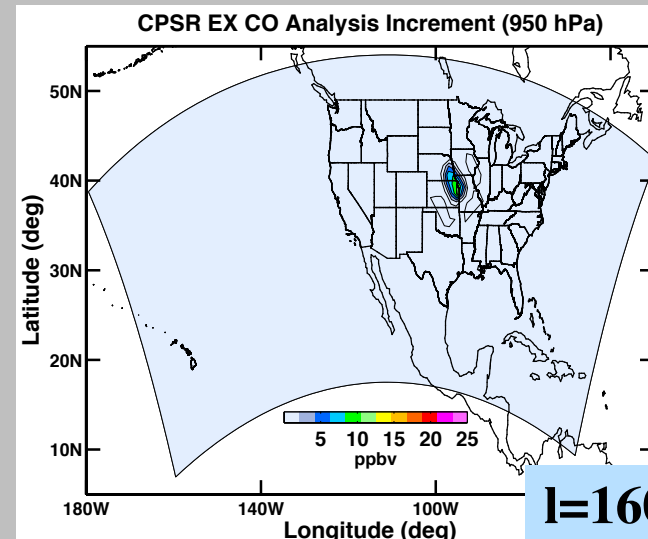 CPSR EX CO Analysis Increment (950 hPa)
50N
40N
30N
20N
10N
Latitude (deg)
5 10 15 20 25
ppbv
180W 140W 100W
Longitude (deg)